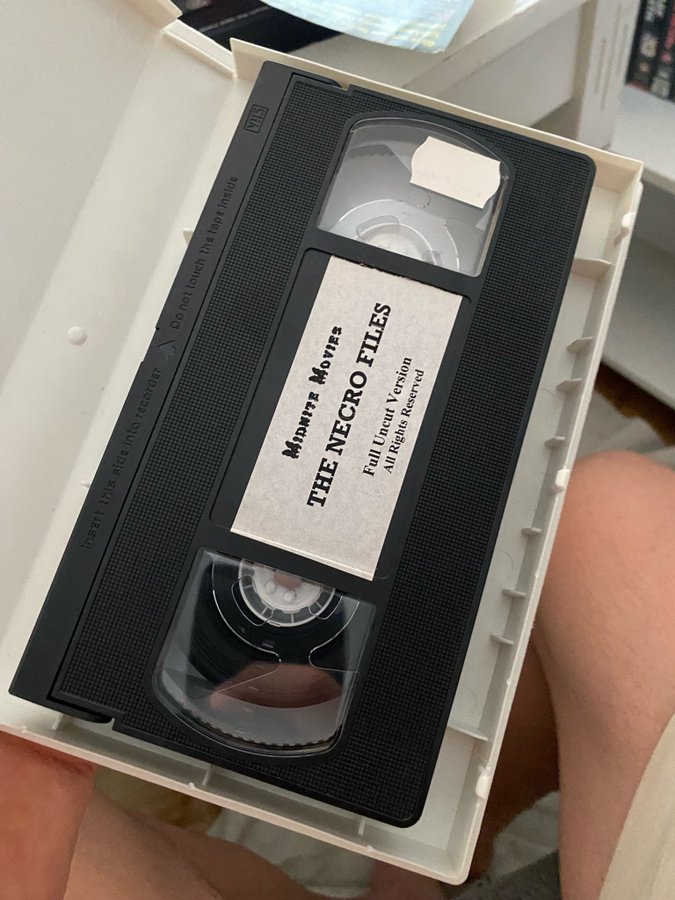 VHS
Do not touch the tape inside
Insert this side into recorder
MIDNITE MOVIES
THE NECRO FILES
Full Uncut Version
All Rights Reserved